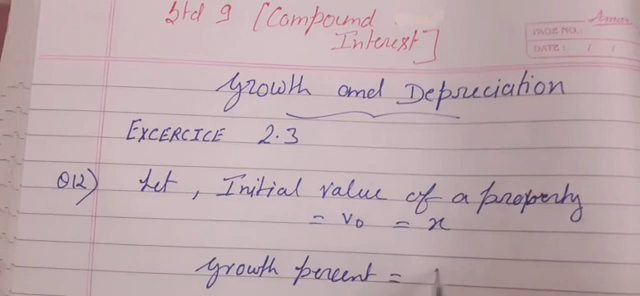 Std 9 [Compound
Interest]
PAGE NO.:
DATE: / /
Growth and Depreciation
EXCERCICE 2.3
Q12) Let, Initial value of a property
= V0 = x
Growth percent =